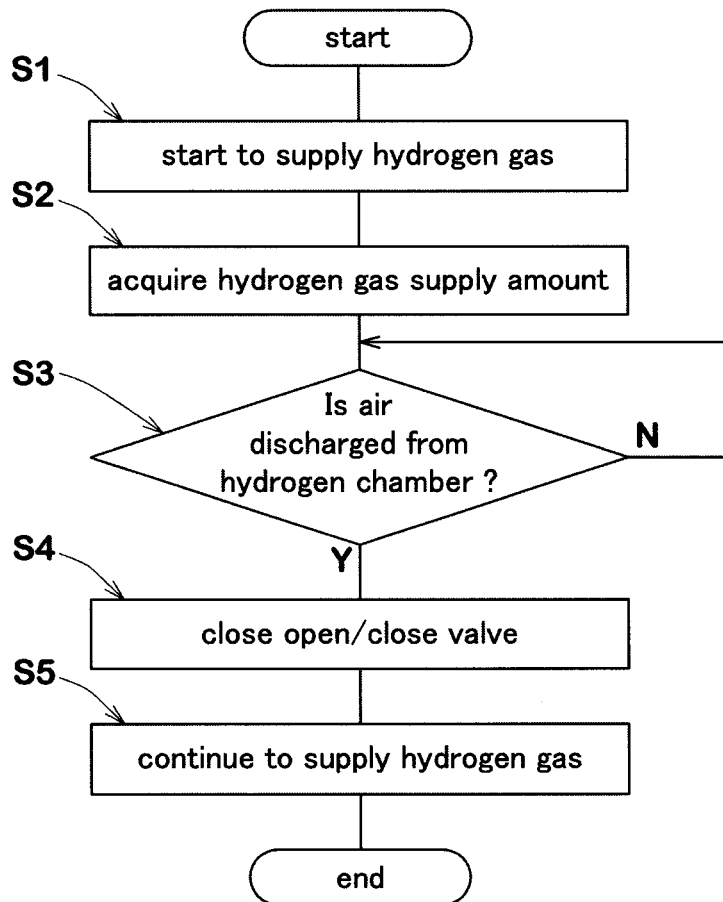 start
S1
start to supply hydrogen gas
S2
acquire hydrogen gas supply amount
S3
Is air
discharged from
hydrogen chamber ?
N
Y
S4
close open/close valve
S5
continue to supply hydrogen gas
end